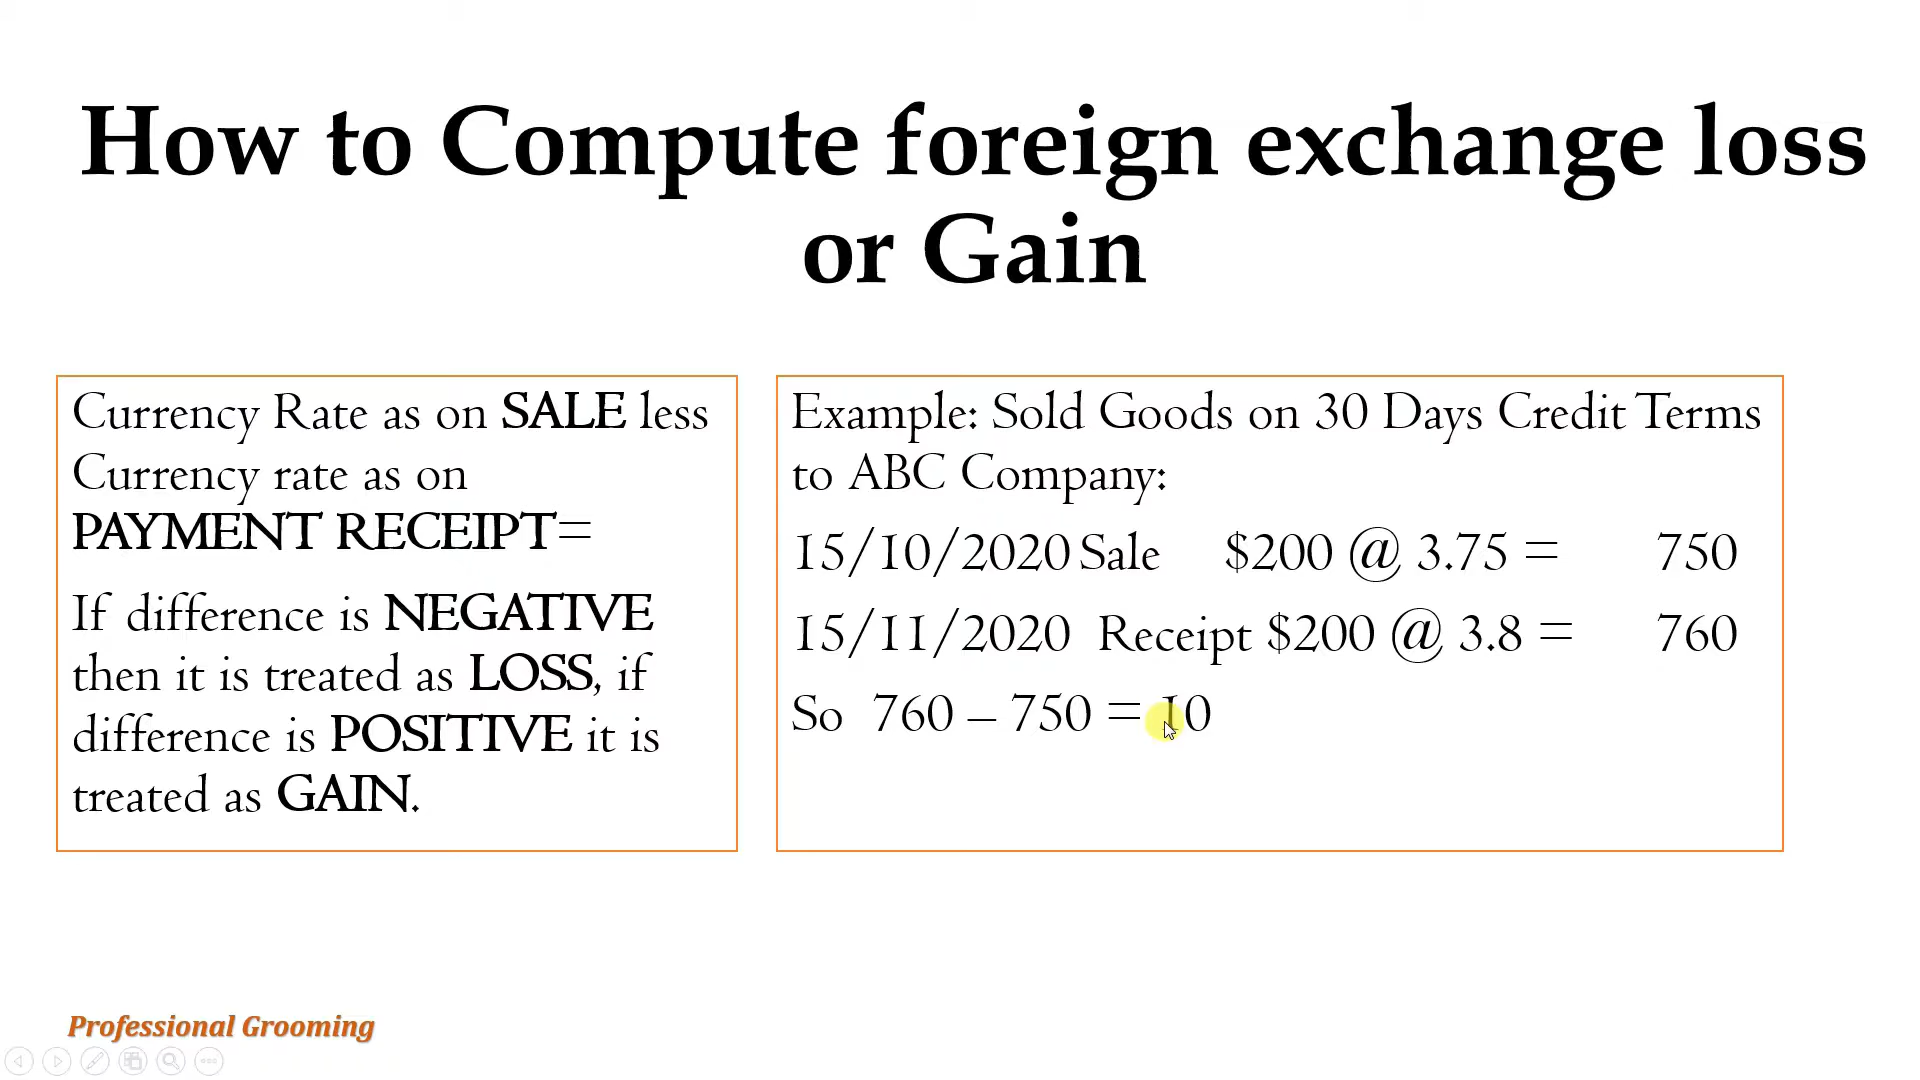 How to Compute foreign exchange loss
or Gain
Currency Rate as on SALE less
Currency rate as on
PAYMENT RECEIPT=
If difference is NEGATIVE
then it is treated as LOSS, if
difference is POSITIVE it is
treated as GAIN.
Example: Sold Goods on 30 Days Credit Terms
to ABC Company:
15/10/2020 Sale $200 @ 3.75 = 750
15/11/2020 Receipt $200 @ 3.8 = 760
So 760 – 750 = 10
Professional Grooming